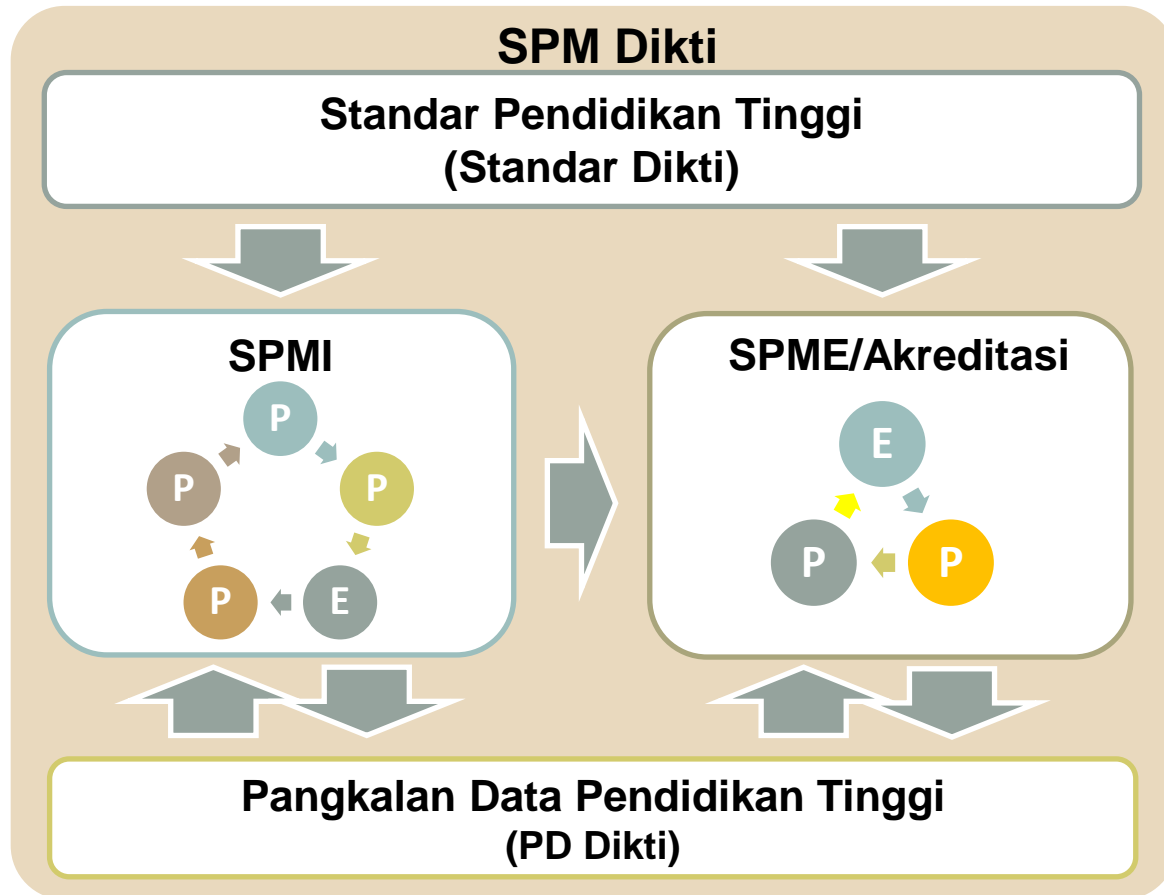 SPM Dikti
Standar Pendidikan Tinggi
(Standar Dikti)
SPMI
P
P
E
P
P
SPME/Akreditasi
E
P
P
Pangkalan Data Pendidikan Tinggi
(PD Dikti)